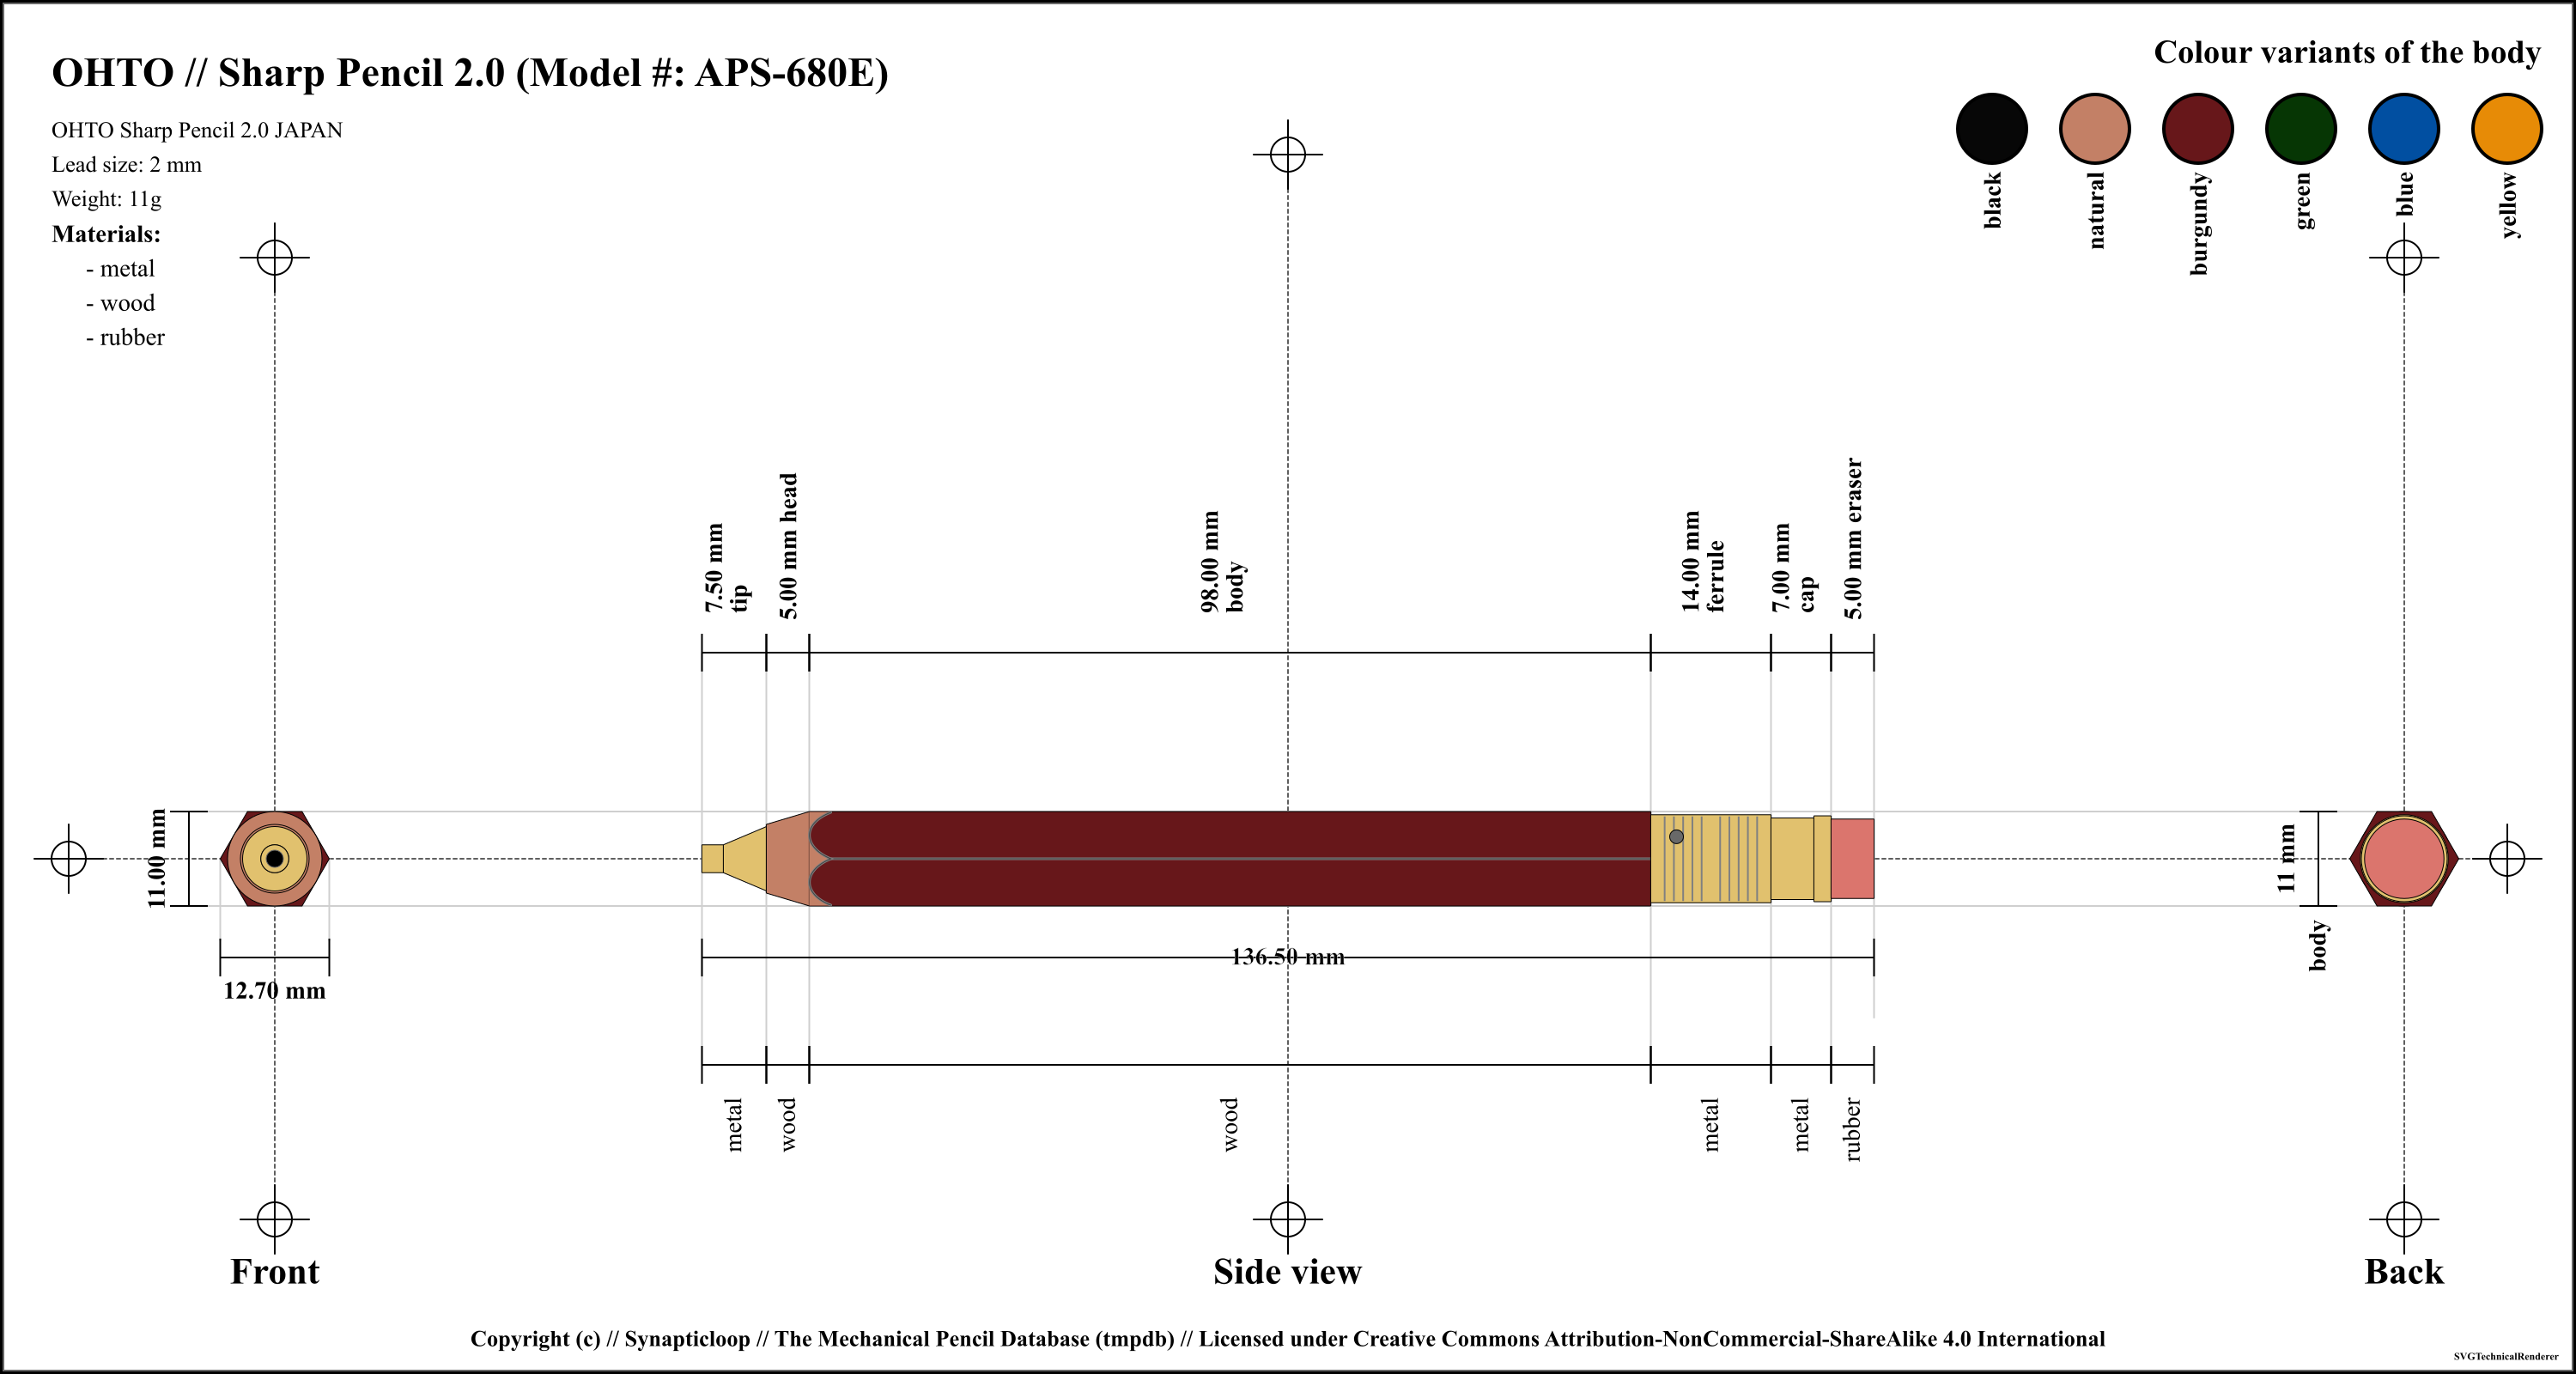 OHTO // Sharp Pencil 2.0 (Model #: APS-680E)
OHTO Sharp Pencil 2.0 JAPAN
Lead size: 2 mm
Weight: 11g
Materials:
- metal
- wood
- rubber
Colour variants of the body
black
natural
burgundy
green
blue
yellow
7.50 mm
tip
5.00 mm head
98.00 mm
body
14.00 mm
ferrule
7.00 mm
cap
5.00 mm eraser
11.00 mm
12.70 mm
136.50 mm
11 mm
body
metal
wood
wood
metal
metal
rubber
Front
Side view
Back
Copyright (c) // Synapticloop // The Mechanical Pencil Database (tmpdb) // Licensed under Creative Commons Attribution-NonCommercial-ShareAlike 4.0 International
SVGTechnicalRenderer